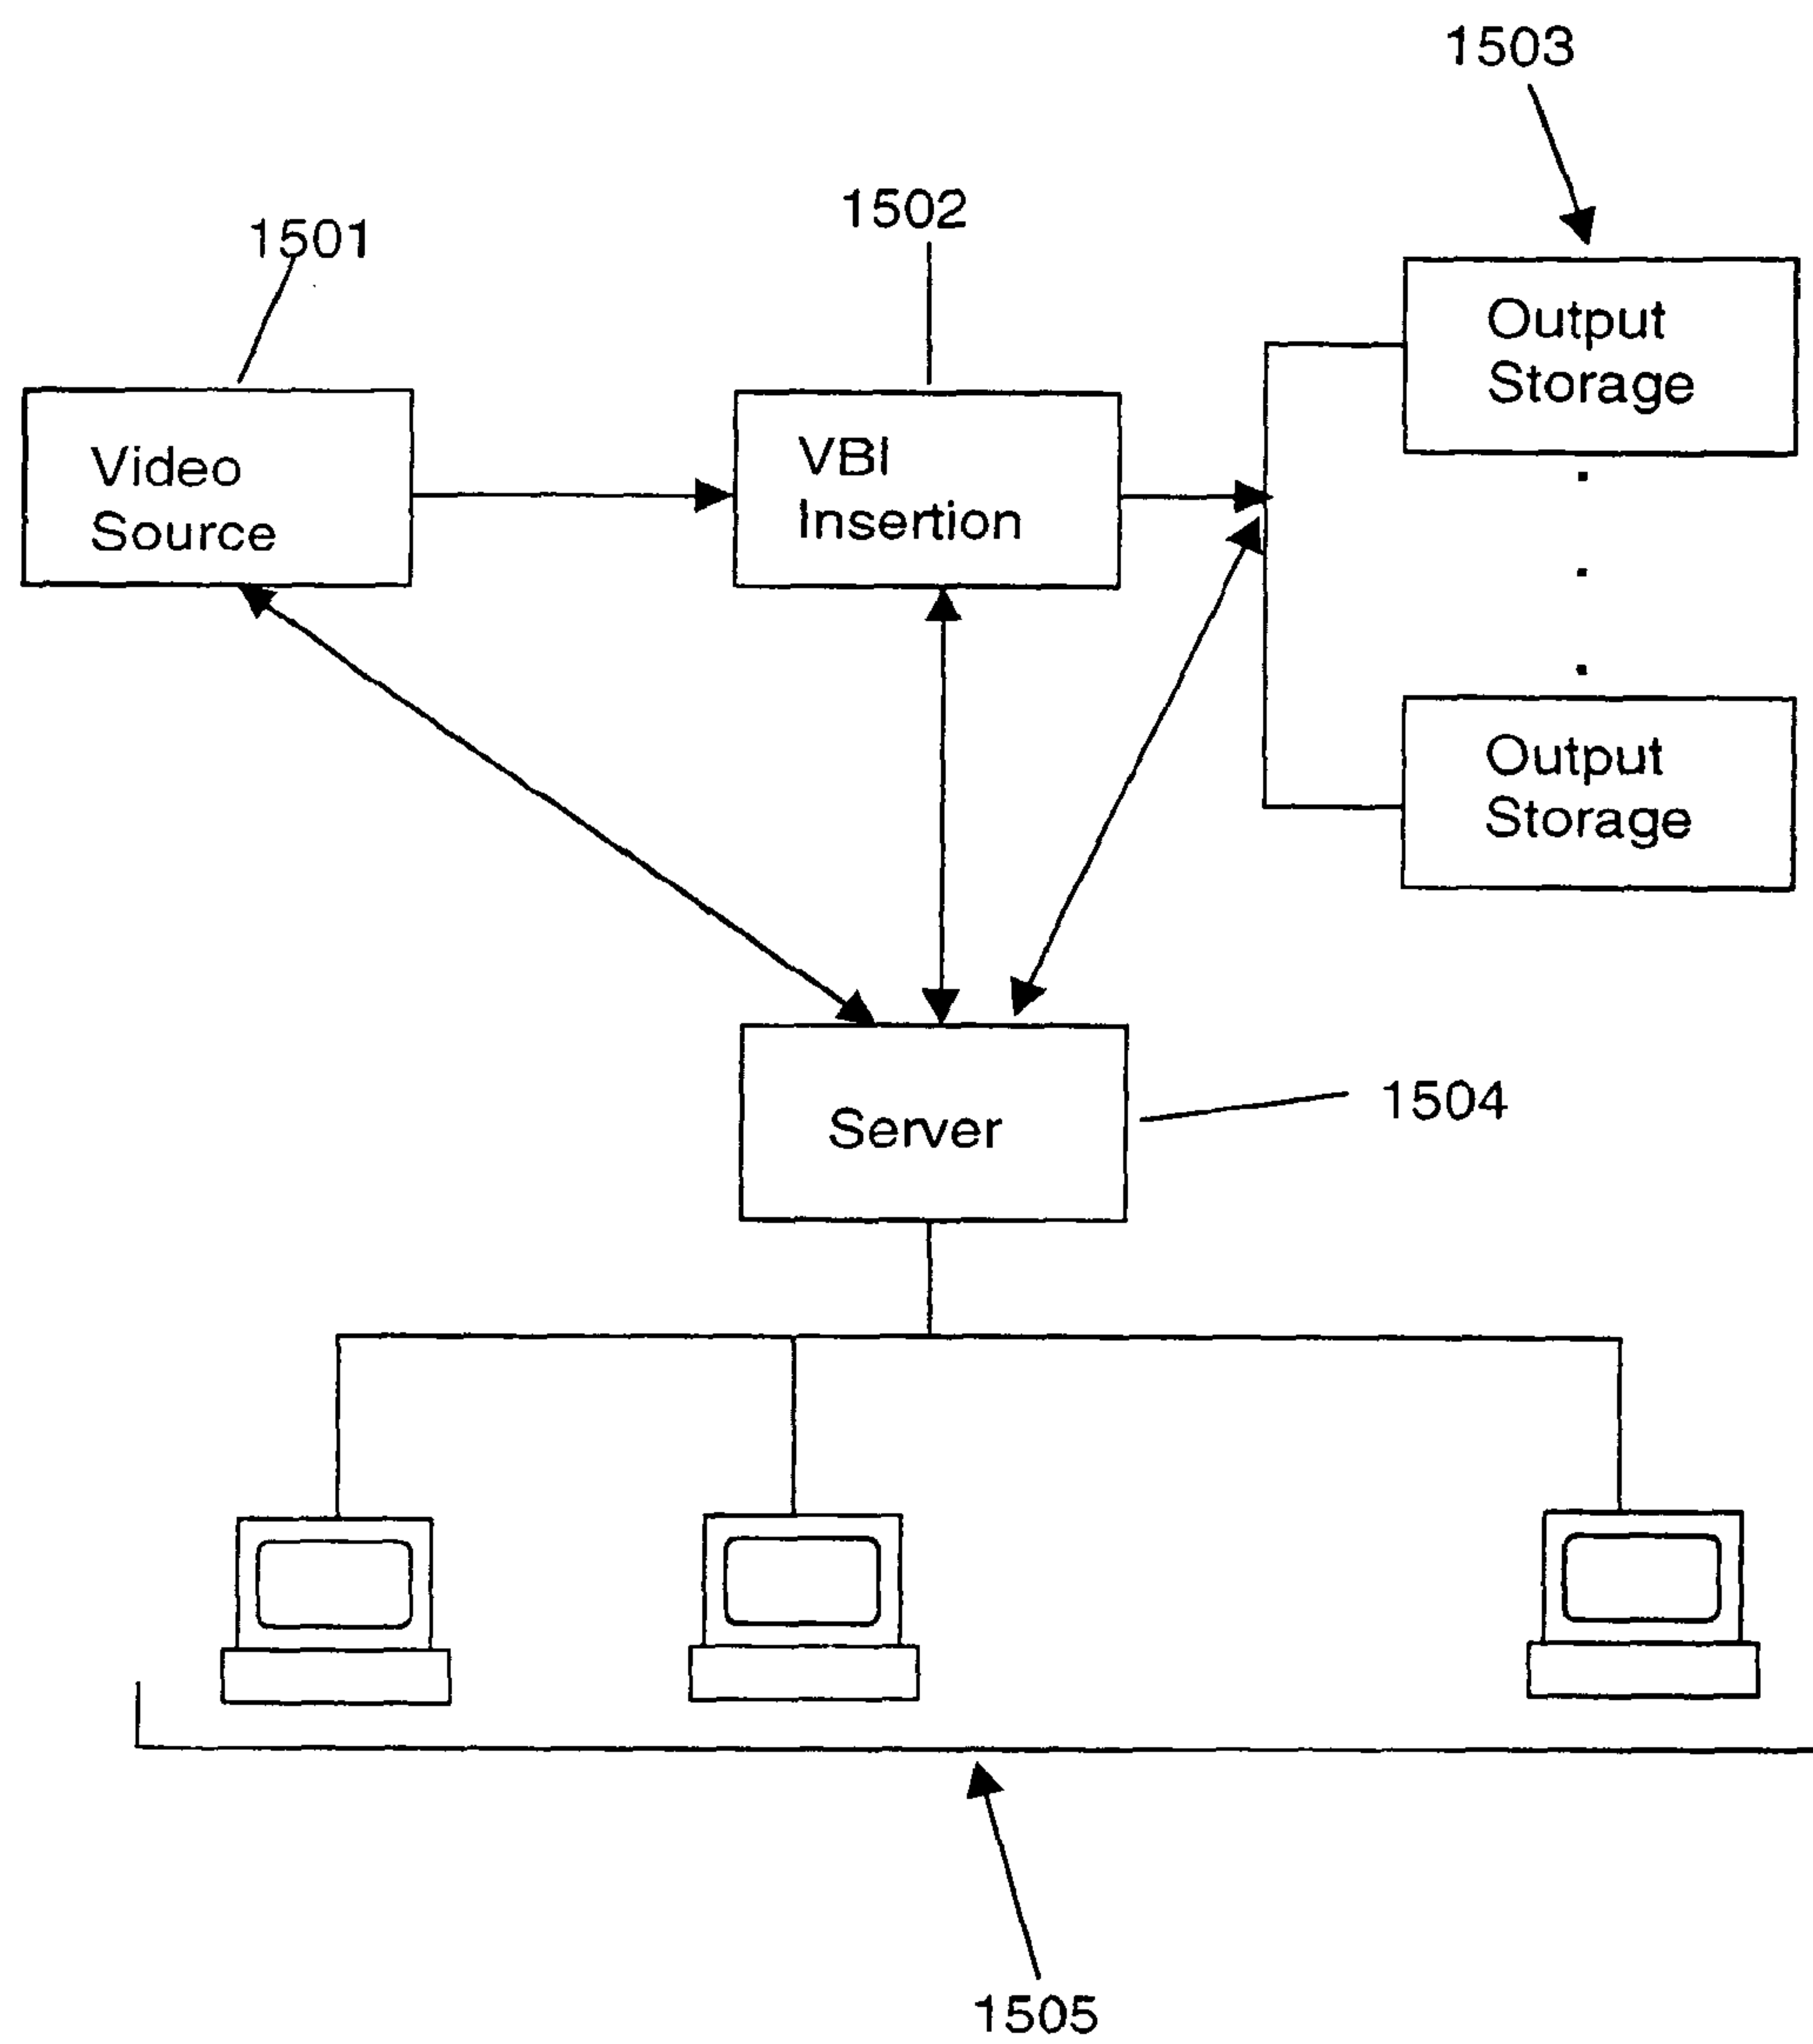 1503
1502
1501
Output
Storage
VBI
Insertion
Video
Source
Output
Storage
1504
Server
1505